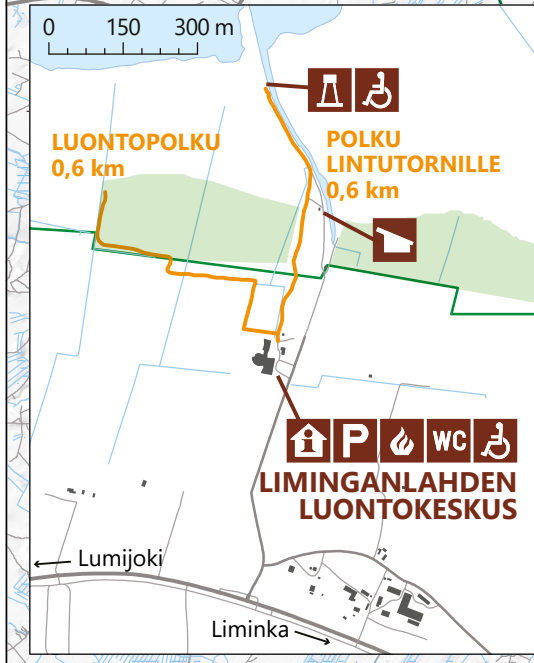 0 150 300 m
LUONTOPOLKU
0,6 km
POLKU
LINTUTORNILLE
0,6 km
i P WC
LIMINGANLAHDEN
LUONTOKESKUS
Lumijoki
Liminka